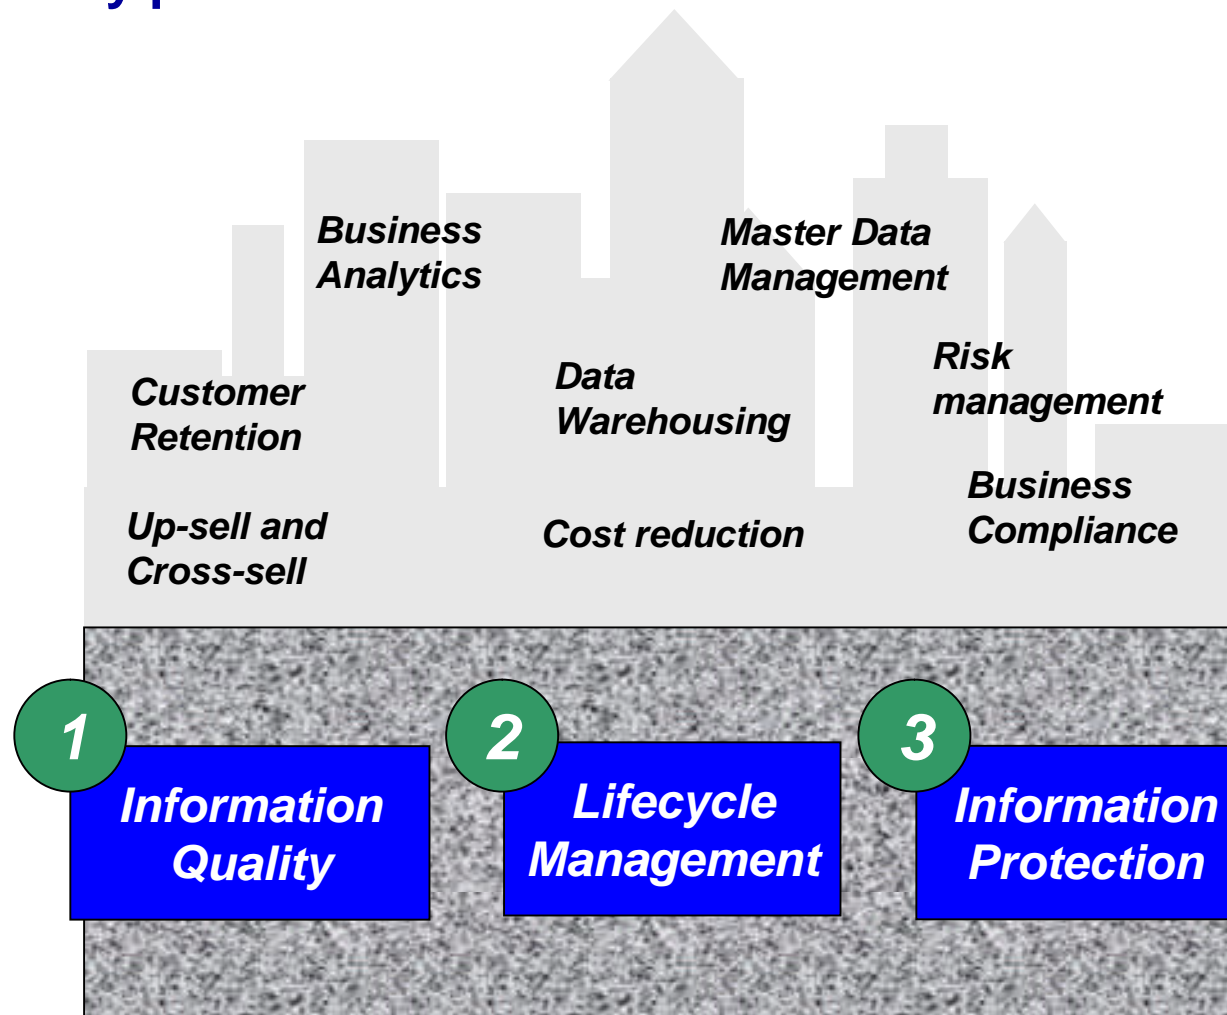 Business
Analytics
Master Data
Management
Customer
Retention
Data
Warehousing
Risk
management
Up-sell and
Cross-sell
Cost reduction
Business
Compliance
1
Information
Quality
2
Lifecycle
Management
3
Information
Protection